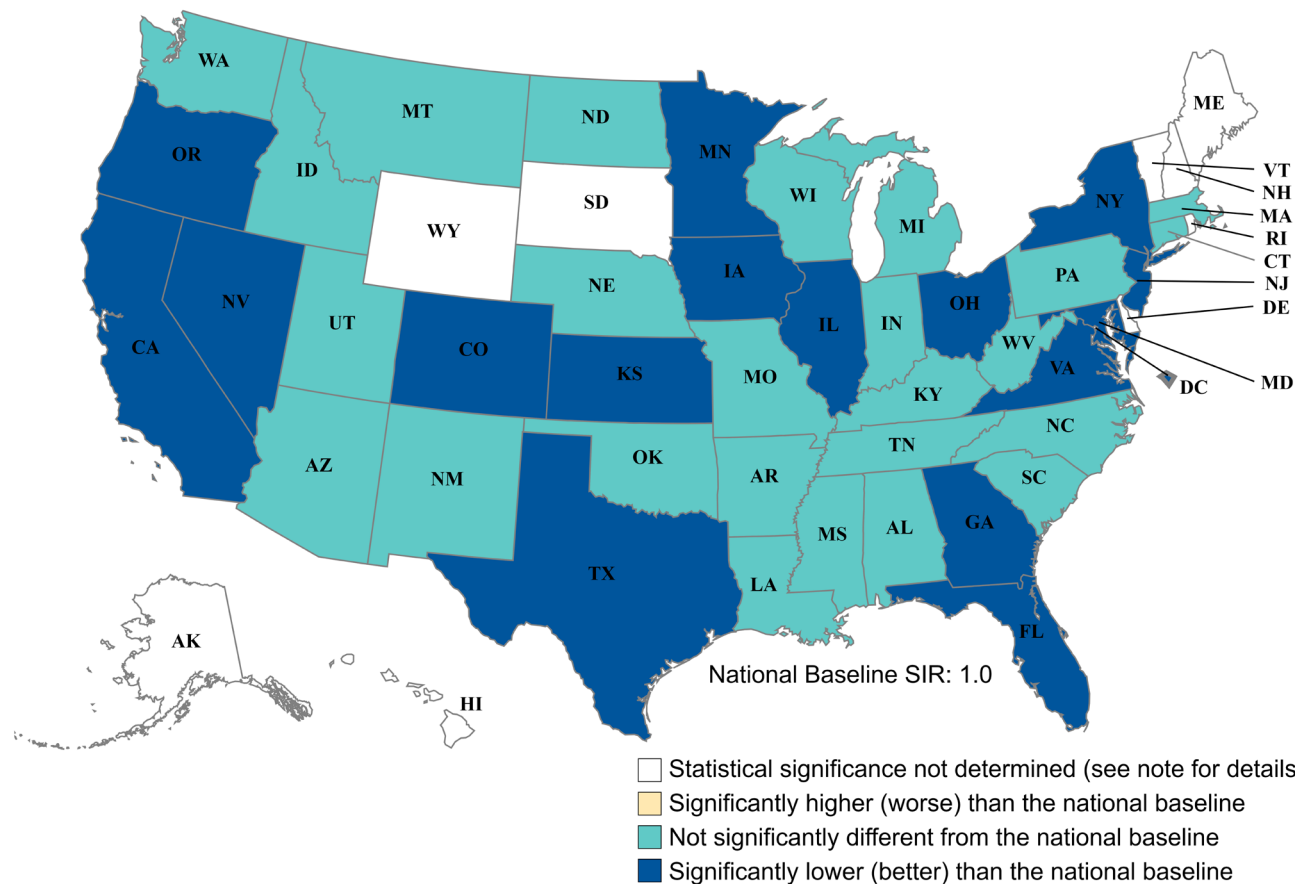 WA
MT
ND
MN
ME
OR
ID
SD
WI
MI
NY
VT
NH
MA
RI
CT
NJ
DE
MD
DC
WY
NE
IA
PA
NV
UT
CO
KS
IL
IN
OH
WV
VA
CA
MO
KY
NC
TN
AZ
NM
OK
AR
SC
MS
AL
GA
TX
LA
FL
AK
HI
National Baseline SIR: 1.0
Statistical significance not determined (see note for details
Significantly higher (worse) than the national baseline
Not significantly different from the national baseline
Significantly lower (better) than the national baseline